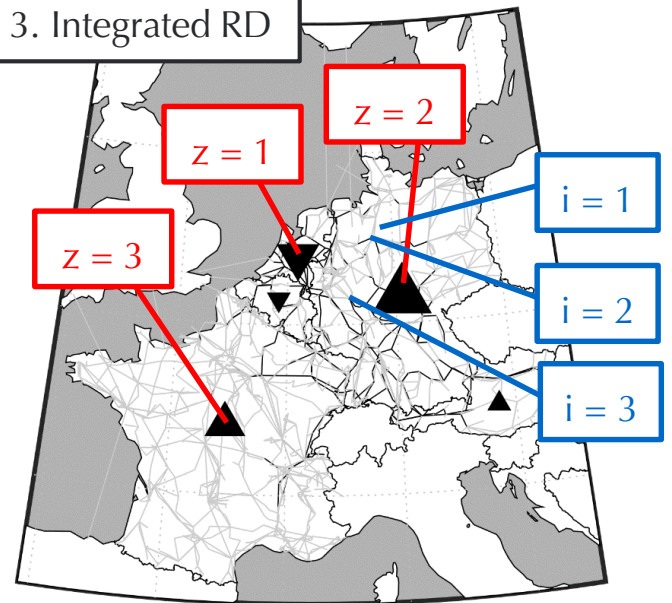 3. Integrated RD
z = 2
z = 1
i = 1
z = 3
i = 2
i = 3